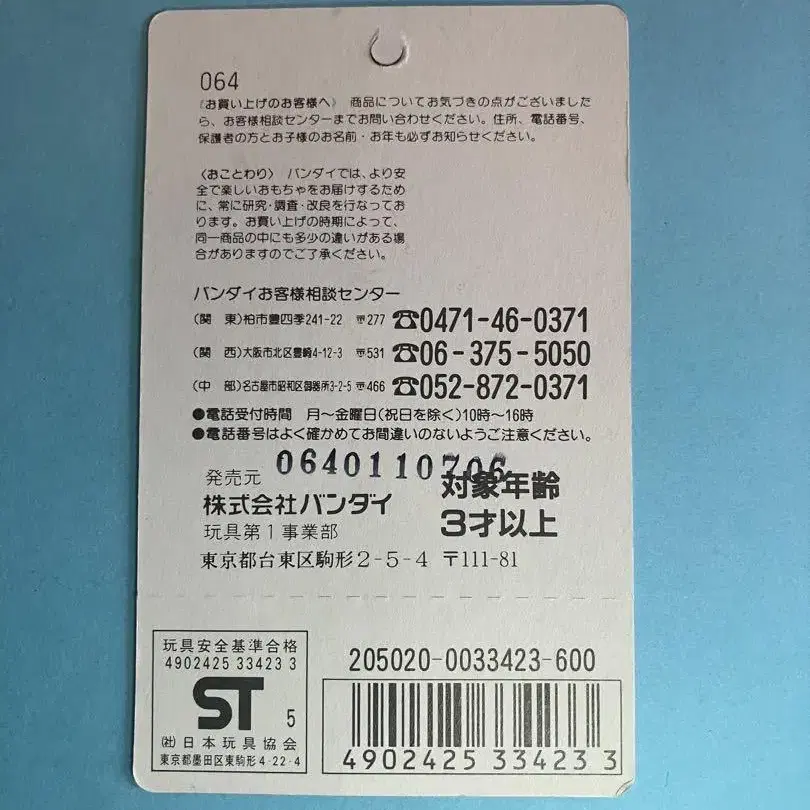 064
〈お買い上げのお客様へ〉 商品についてお気づきの点がございました
ら、お客様相談センターまでお問い合わせください。住所、電話番号、
保護者の方とお子様のお名前・お年も必ずお知らせください。
〈おことわり〉 バンダイでは、より安
全で楽しいおもちゃをお届けするため
に、常に研究・調査・改良を行なってお
ります。お買い上げの時期によって、
同一商品の中にも多少の違いがある場
合がありますのでご了承ください。
バンダイお客様相談センター
(関 東)柏市豊四季241-22 〒277 ☎0471-46-0371
(関 西)大阪市北区豊崎4-12-3 〒531 ☎06-375-5050
(中 部)名古屋市昭和区御器所3-2-5 〒466 ☎052-872-0371
●電話受付時間 月〜金曜日(祝日を除く)10時〜16時
●電話番号はよく確かめてお間違いのないようご注意ください。
発売元 0640110706
株式会社バンダイ
玩具第1事業部
対象年齢
3才以上
東京都台東区駒形2-5-4 〒111-81
玩具安全基準合格
4902425 33423 3
ST 5
(社)日本玩具協会
東京都墨田区東駒形4-22-4
205020-0033423-600
4902425 33423 3